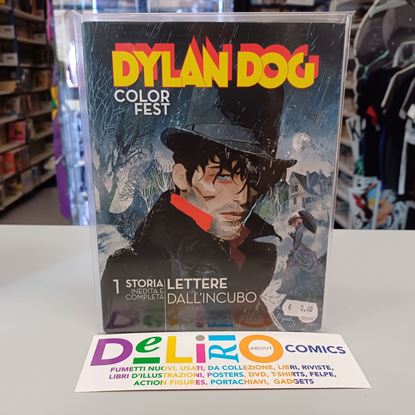 DYLAN DOG
COLOR
FEST
1 STORIA
INEDITA E
COMPLETA
LETTERE
DALL'INCUBO
DELIRIO ABOUT COMICS
FUMETTI NUOVI, USATI, DA COLLEZIONE, LIBRI, RIVISTE,
LIBRI D'ILLUSTRAZIONI, POSTERS, DVD, T-SHIRTS, FELPE,
ACTION FIGURES, PORTACHIAVI, GADGETS